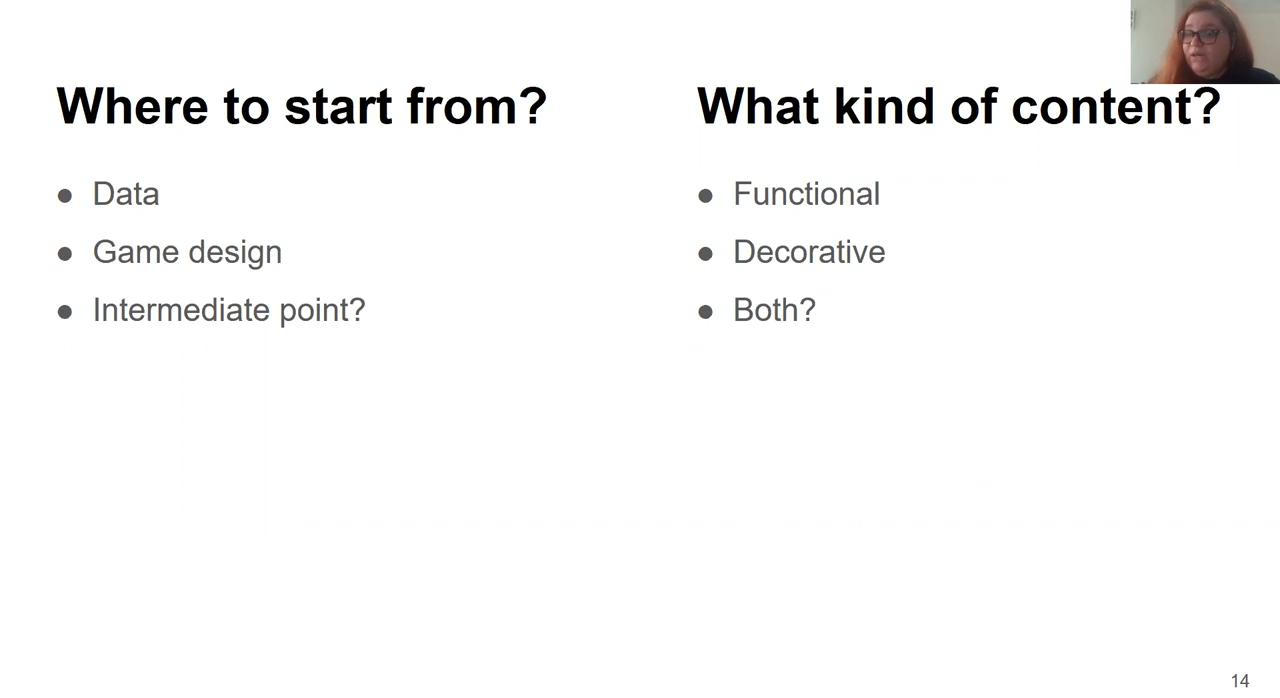 Where to start from?
● Data
● Game design
● Intermediate point?
What kind of content?
● Functional
● Decorative
● Both?
14